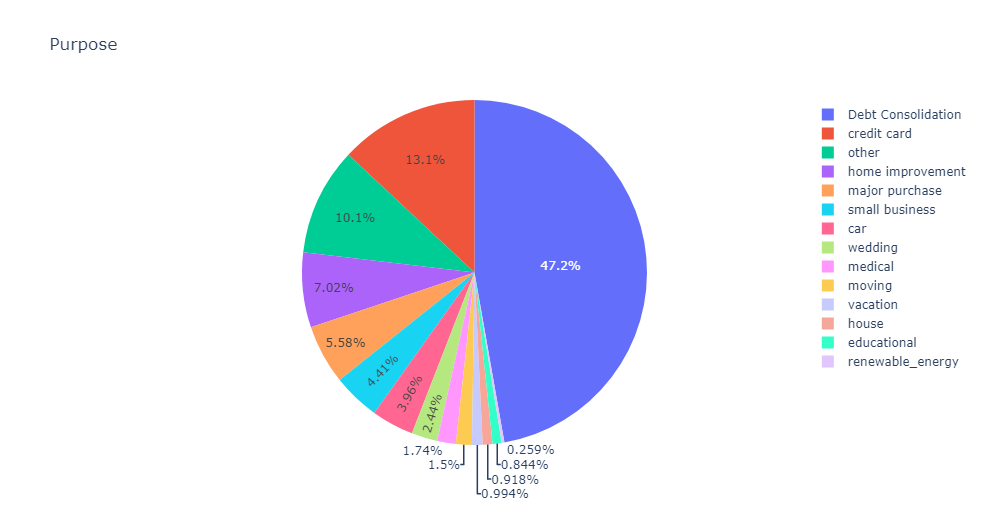 Purpose
47.2%
13.1%
10.1%
7.02%
5.58%
4.41%
3.96%
2.44%
1.74%
1.5%
0.994%
0.918%
0.844%
0.259%
Debt Consolidation
credit card
other
home improvement
major purchase
small business
car
wedding
medical
moving
vacation
house
educational
renewable_energy